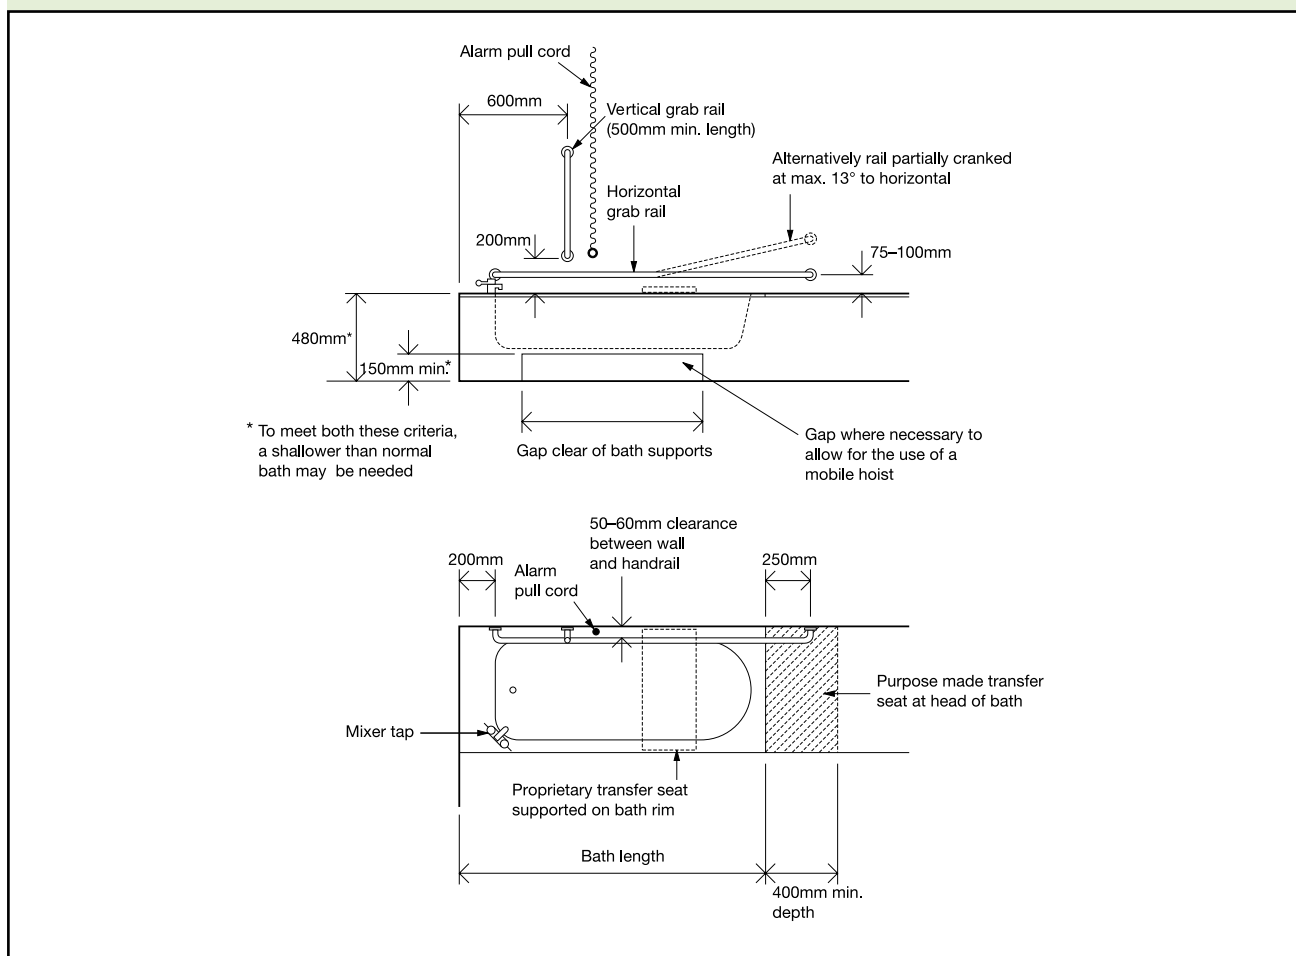 Alarm pull cord
600mm
Vertical grab rail
(500mm min. length)
Alternatively rail partially cranked
at max. 13° to horizontal
Horizontal
grab rail
200mm
75–100mm
480mm*
150mm min.*
* To meet both these criteria,
a shallower than normal
bath may be needed
Gap clear of bath supports
Gap where necessary to
allow for the use of a
mobile hoist
50–60mm clearance
between wall
and handrail
200mm
Alarm
pull cord
250mm
Purpose made transfer
seat at head of bath
Mixer tap
Proprietary transfer seat
supported on bath rim
Bath length
400mm min.
depth